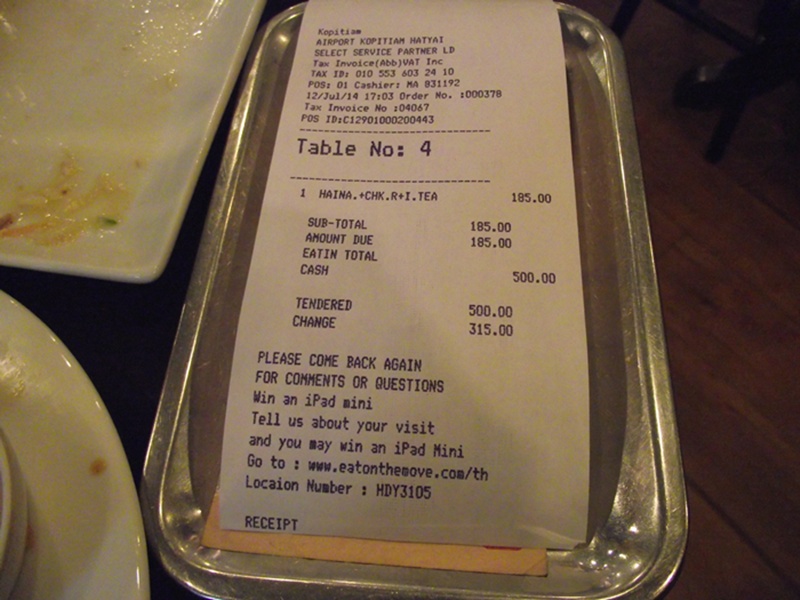 Kopitiam
AIRPORT KOPITIAM HATYAI
SELECT SERVICE PARTNER LD
Tax Invoice(Abb)VAT Inc
TAX ID: 010 553 603 24 10
POS: 01 Cashier: MA 831192
12/Jul/14 17:03 Order No. :000378
Tax Invoice No :04067
POS ID:C12901000200443
Table No: 4
1 HAINA.+CHK.R+I.TEA 185.00
SUB-TOTAL 185.00
AMOUNT DUE 185.00
EATIN TOTAL
CASH 500.00
TENDERED 500.00
CHANGE 315.00
PLEASE COME BACK AGAIN
FOR COMMENTS OR QUESTIONS
Win an iPad mini
Tell us about your visit
and you may win an iPad Mini
Go to : www.eatonthemove.com/th
Locaion Number : HDY3105
RECEIPT